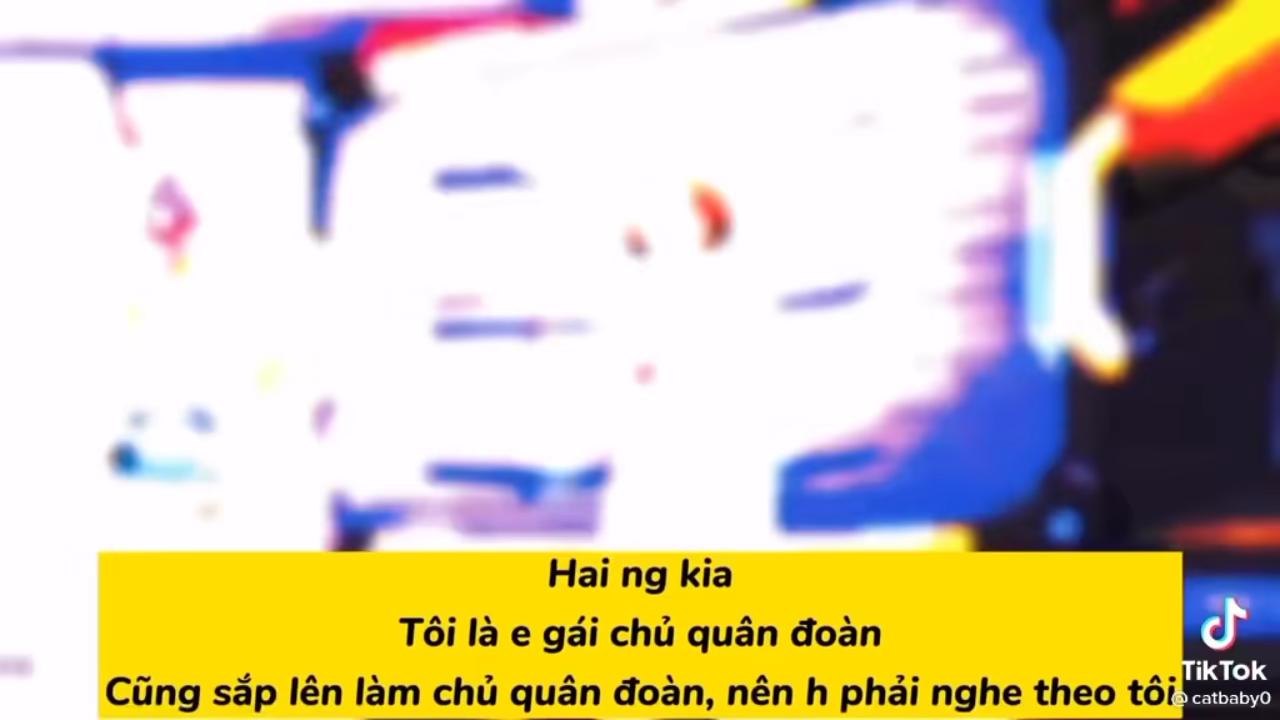 Hai ng kia
Tôi là e gái chủ quân đoàn
Cũng sắp lên làm chủ quân đoàn, nên h phải nghe theo tôi
TikTok
@ catbaby0